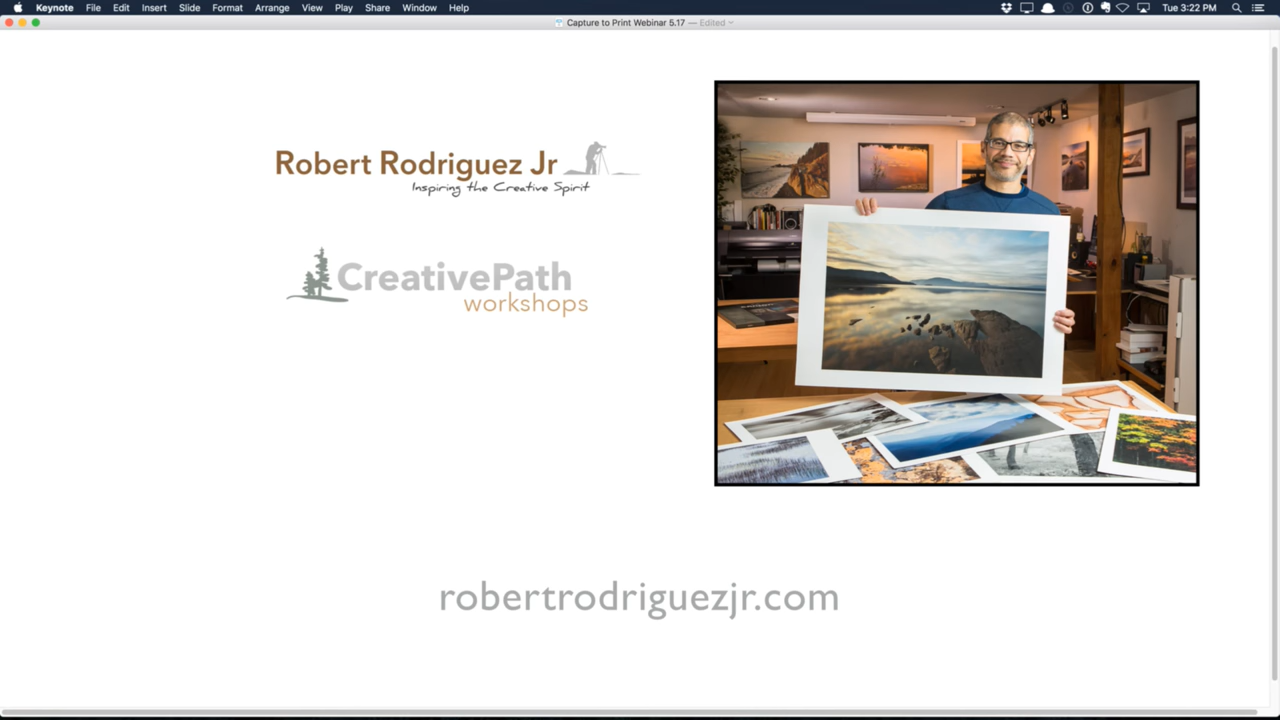 Keynote File Edit Insert Slide Format Arrange View Play Share Window Help Tue 3:22 PM
Capture to Print Webinar 5.17 — Edited
Robert Rodriguez Jr
Inspiring the Creative Spirit
CreativePath
workshops
robertrodriguezjr.com